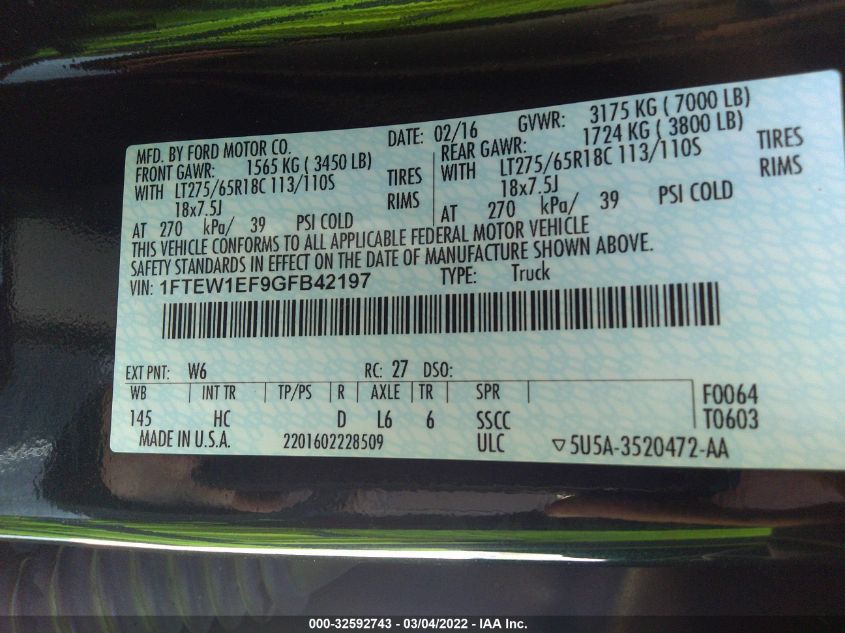 MFD. BY FORD MOTOR CO. DATE: 02/16 GVWR: 3175 KG (7000 LB)
FRONT GAWR: 1565 KG (3450 LB) REAR GAWR: 1724 KG (3800 LB)
WITH LT275/65R18C 113/110S TIRES WITH LT275/65R18C 113/110S TIRES
18x7.5J RIMS 18x7.5J RIMS
AT 270 kPa/ 39 PSI COLD AT 270 kPa/ 39 PSI COLD
THIS VEHICLE CONFORMS TO ALL APPLICABLE FEDERAL MOTOR VEHICLE
SAFETY STANDARDS IN EFFECT ON THE DATE OF MANUFACTURE SHOWN ABOVE.
VIN: 1FTEW1EF9GFB42197 TYPE: Truck
EXT PNT: W6 RC: 27 DSO:
WB INT TR TP/PS R AXLE TR SPR F0064
145 HC D L6 6 SSCC T0603
MADE IN U.S.A. 2201602228509 ULC ▽5U5A-3520472-AA
000-32592743 - 03/04/2022 - IAA Inc.